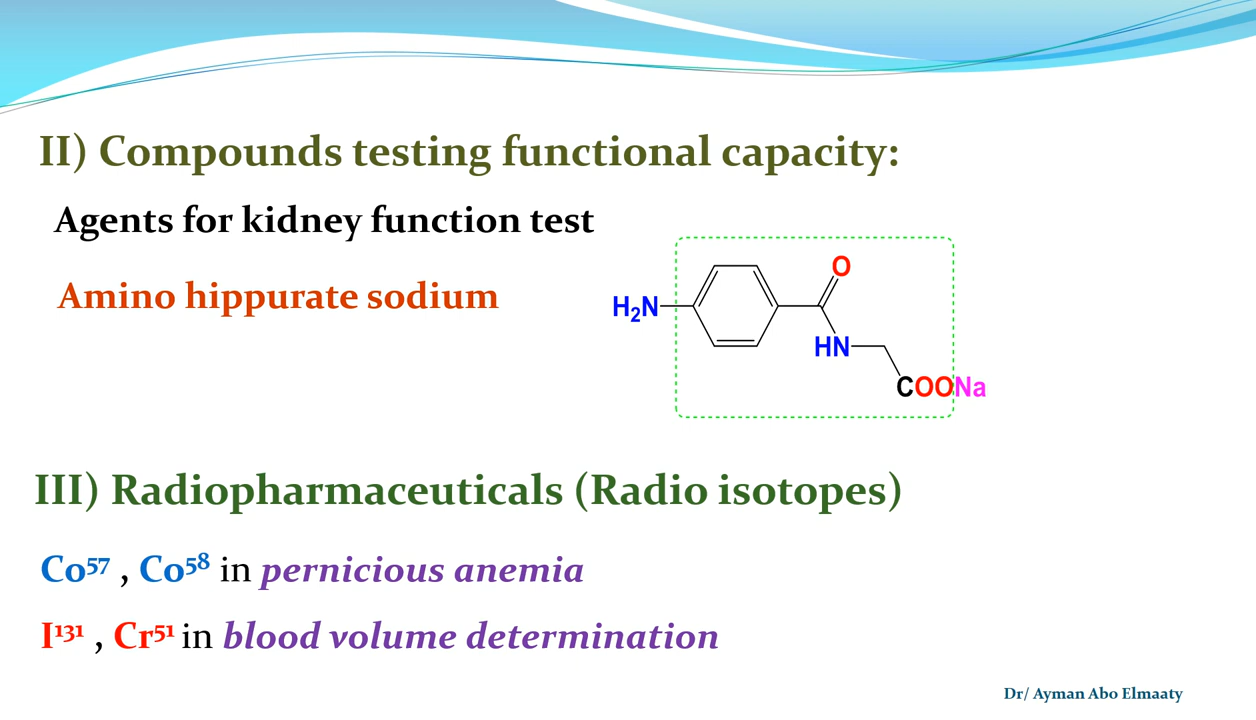 II) Compounds testing functional capacity:
Agents for kidney function test
Amino hippurate sodium
O
H₂N
HN
COONa
III) Radiopharmaceuticals (Radio isotopes)
Co⁵⁷ , Co⁵⁸ in pernicious anemia
I¹³¹ , Cr⁵¹ in blood volume determination
Dr/ Ayman Abo Elmaaty